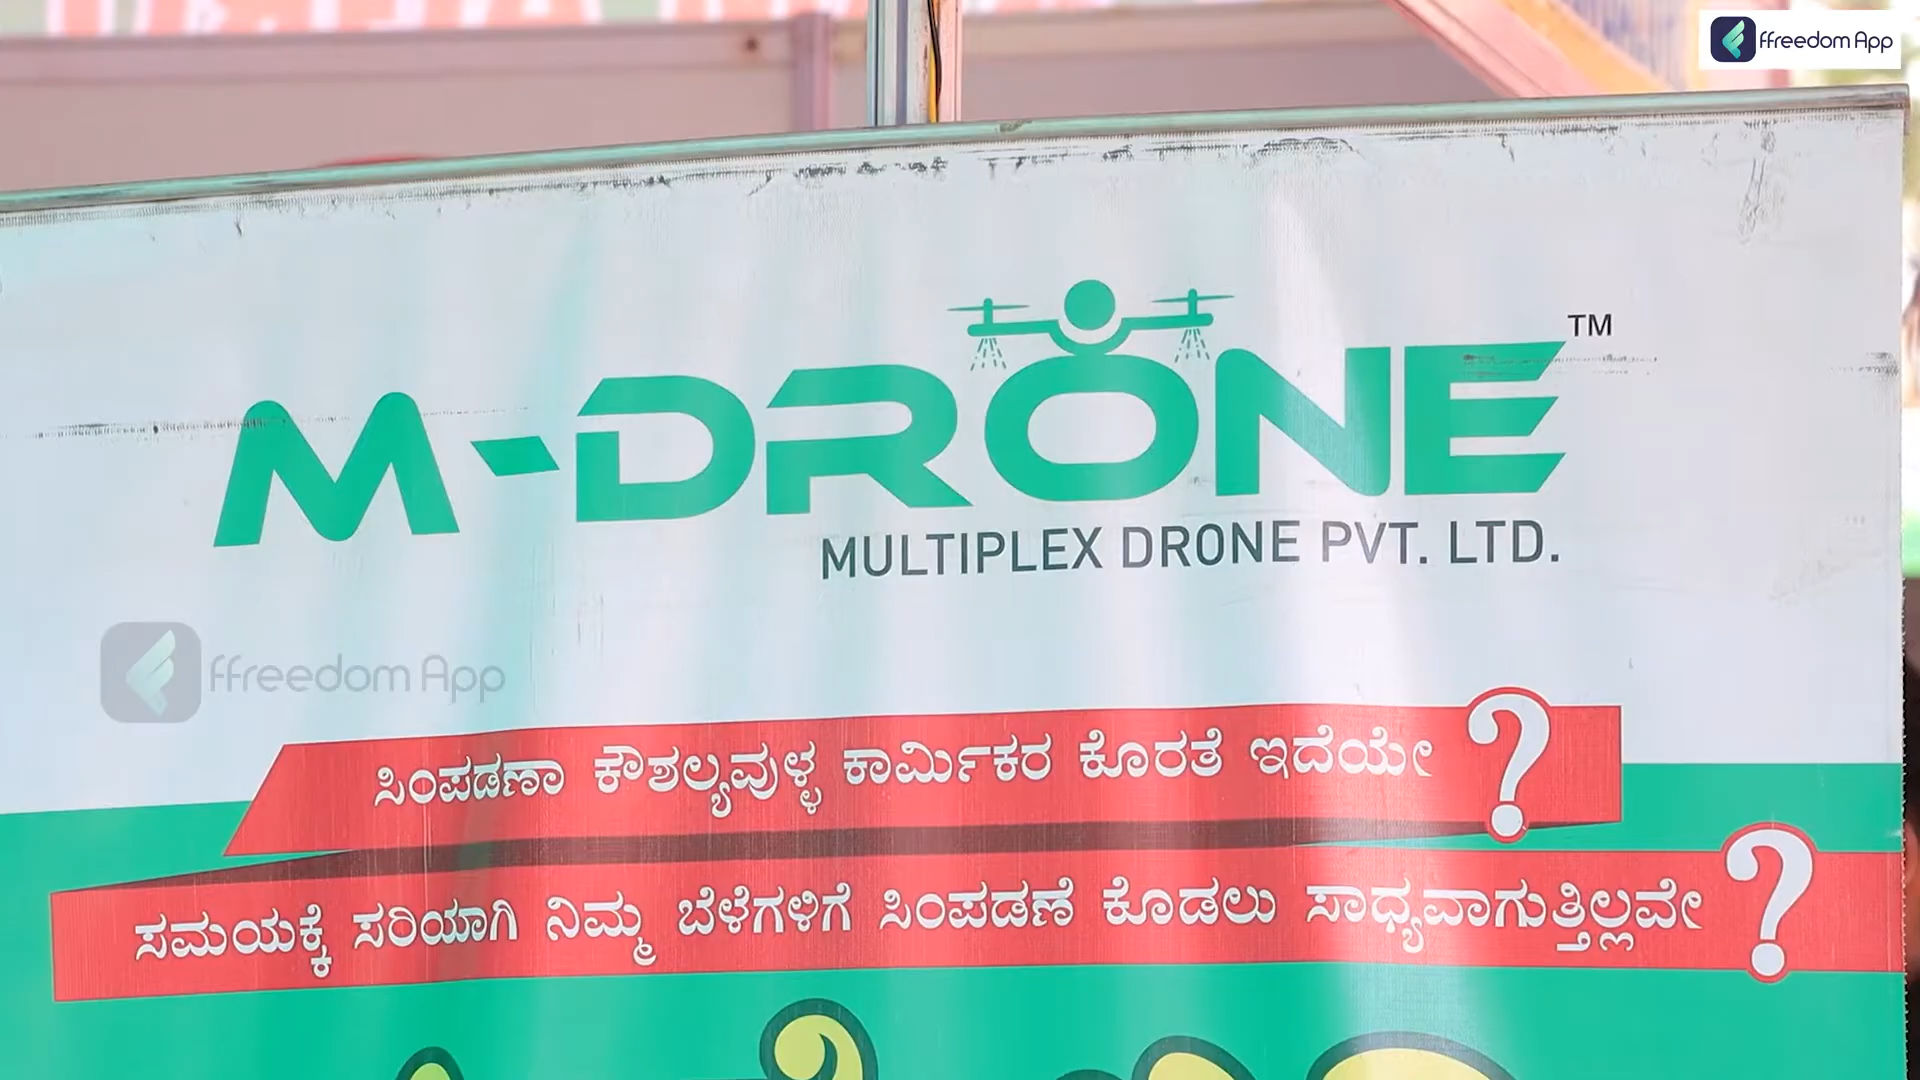 ffreedom App
M-DRONE TM
MULTIPLEX DRONE PVT. LTD.
ffreedom App
ಸಿಂಪಡಣಾ ಕೌಶಲ್ಯವುಳ್ಳ ಕಾರ್ಮಿಕರ ಕೊರತೆ ಇದೆಯೇ ?
ಸಮಯಕ್ಕೆ ಸರಿಯಾಗಿ ನಿಮ್ಮ ಬೆಳೆಗಳಿಗೆ ಸಿಂಪಡಣೆ ಕೊಡಲು ಸಾಧ್ಯವಾಗುತ್ತಿಲ್ಲವೇ ?